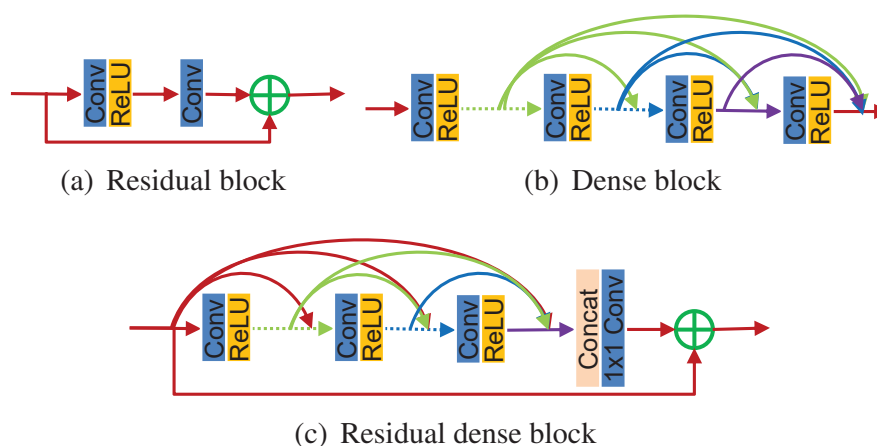 Conv
ReLU
Conv
(a) Residual block
Conv
ReLU
Conv
ReLU
Conv
ReLU
Conv
ReLU
(b) Dense block
Conv
ReLU
Conv
ReLU
Conv
ReLU
Concat
1x1 Conv
(c) Residual dense block